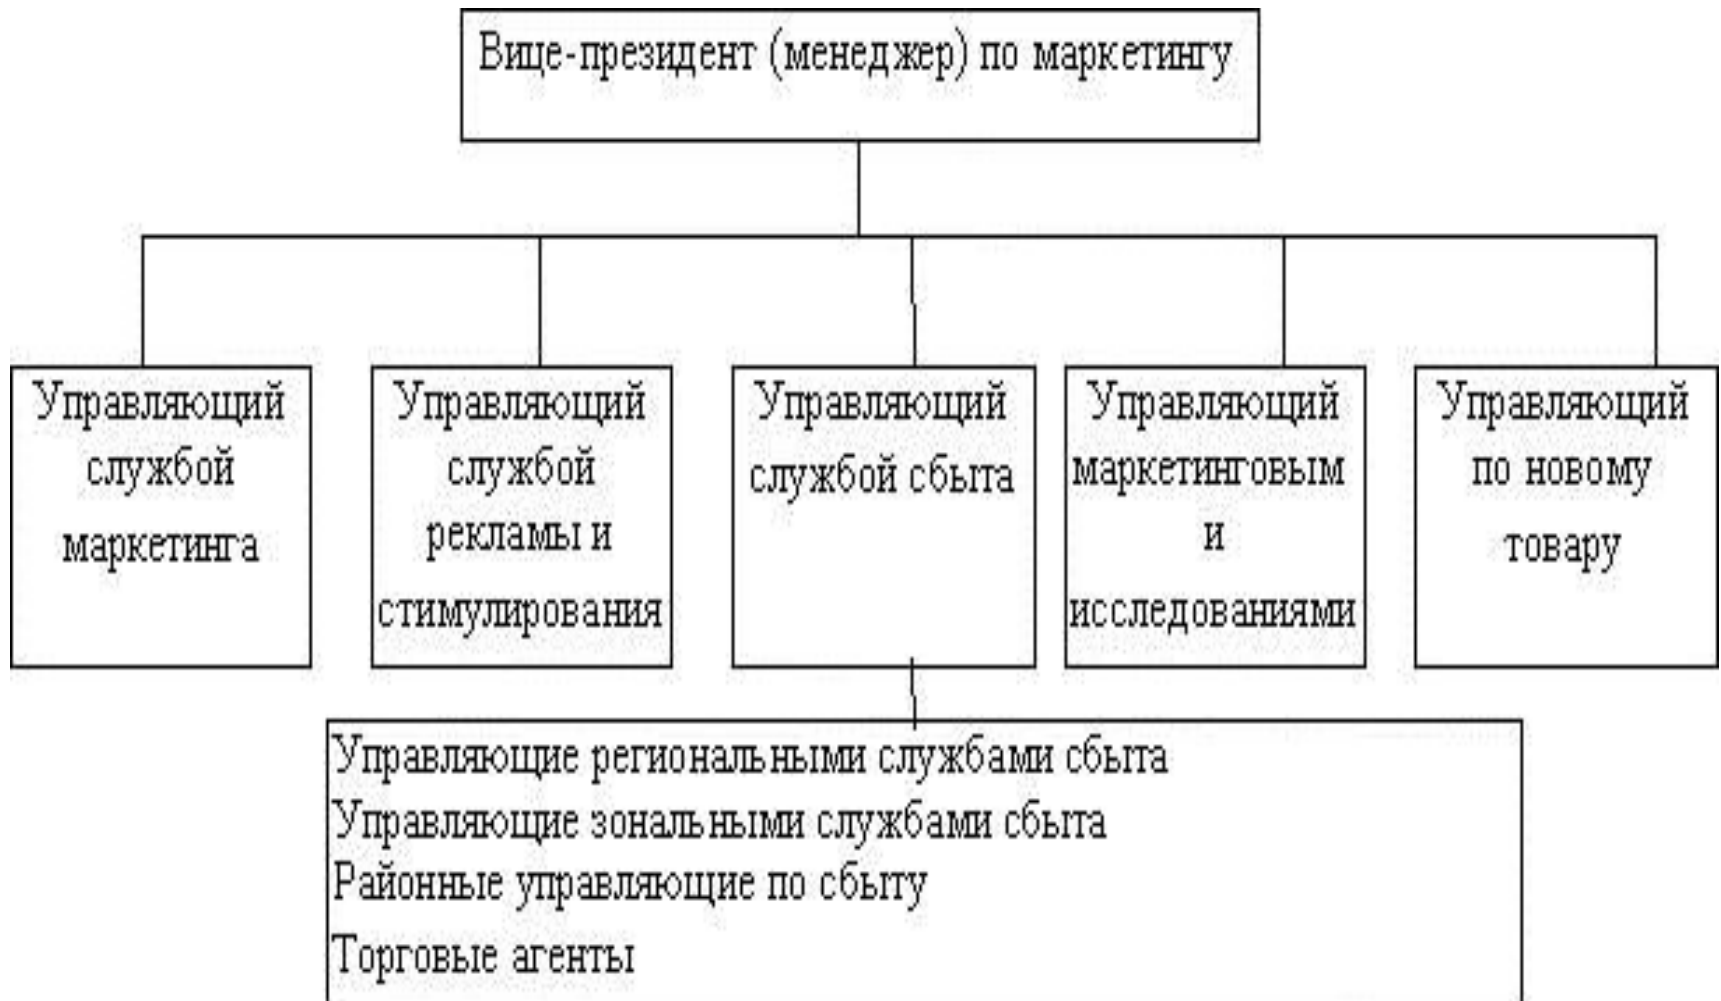 Вице-президент (менеджер) по маркетингу
Управляющий
службой
маркетинга
Управляющий
службой
рекламы и
стимулирования
Управляющий
службой сбыта
Управляющий
маркетинговым
и
исследованиями
Управляющий
по новому
товару
Управляющие региональными службами сбыта
Управляющие зональными службами сбыта
Районные управляющие по сбыту
Торговые агенты